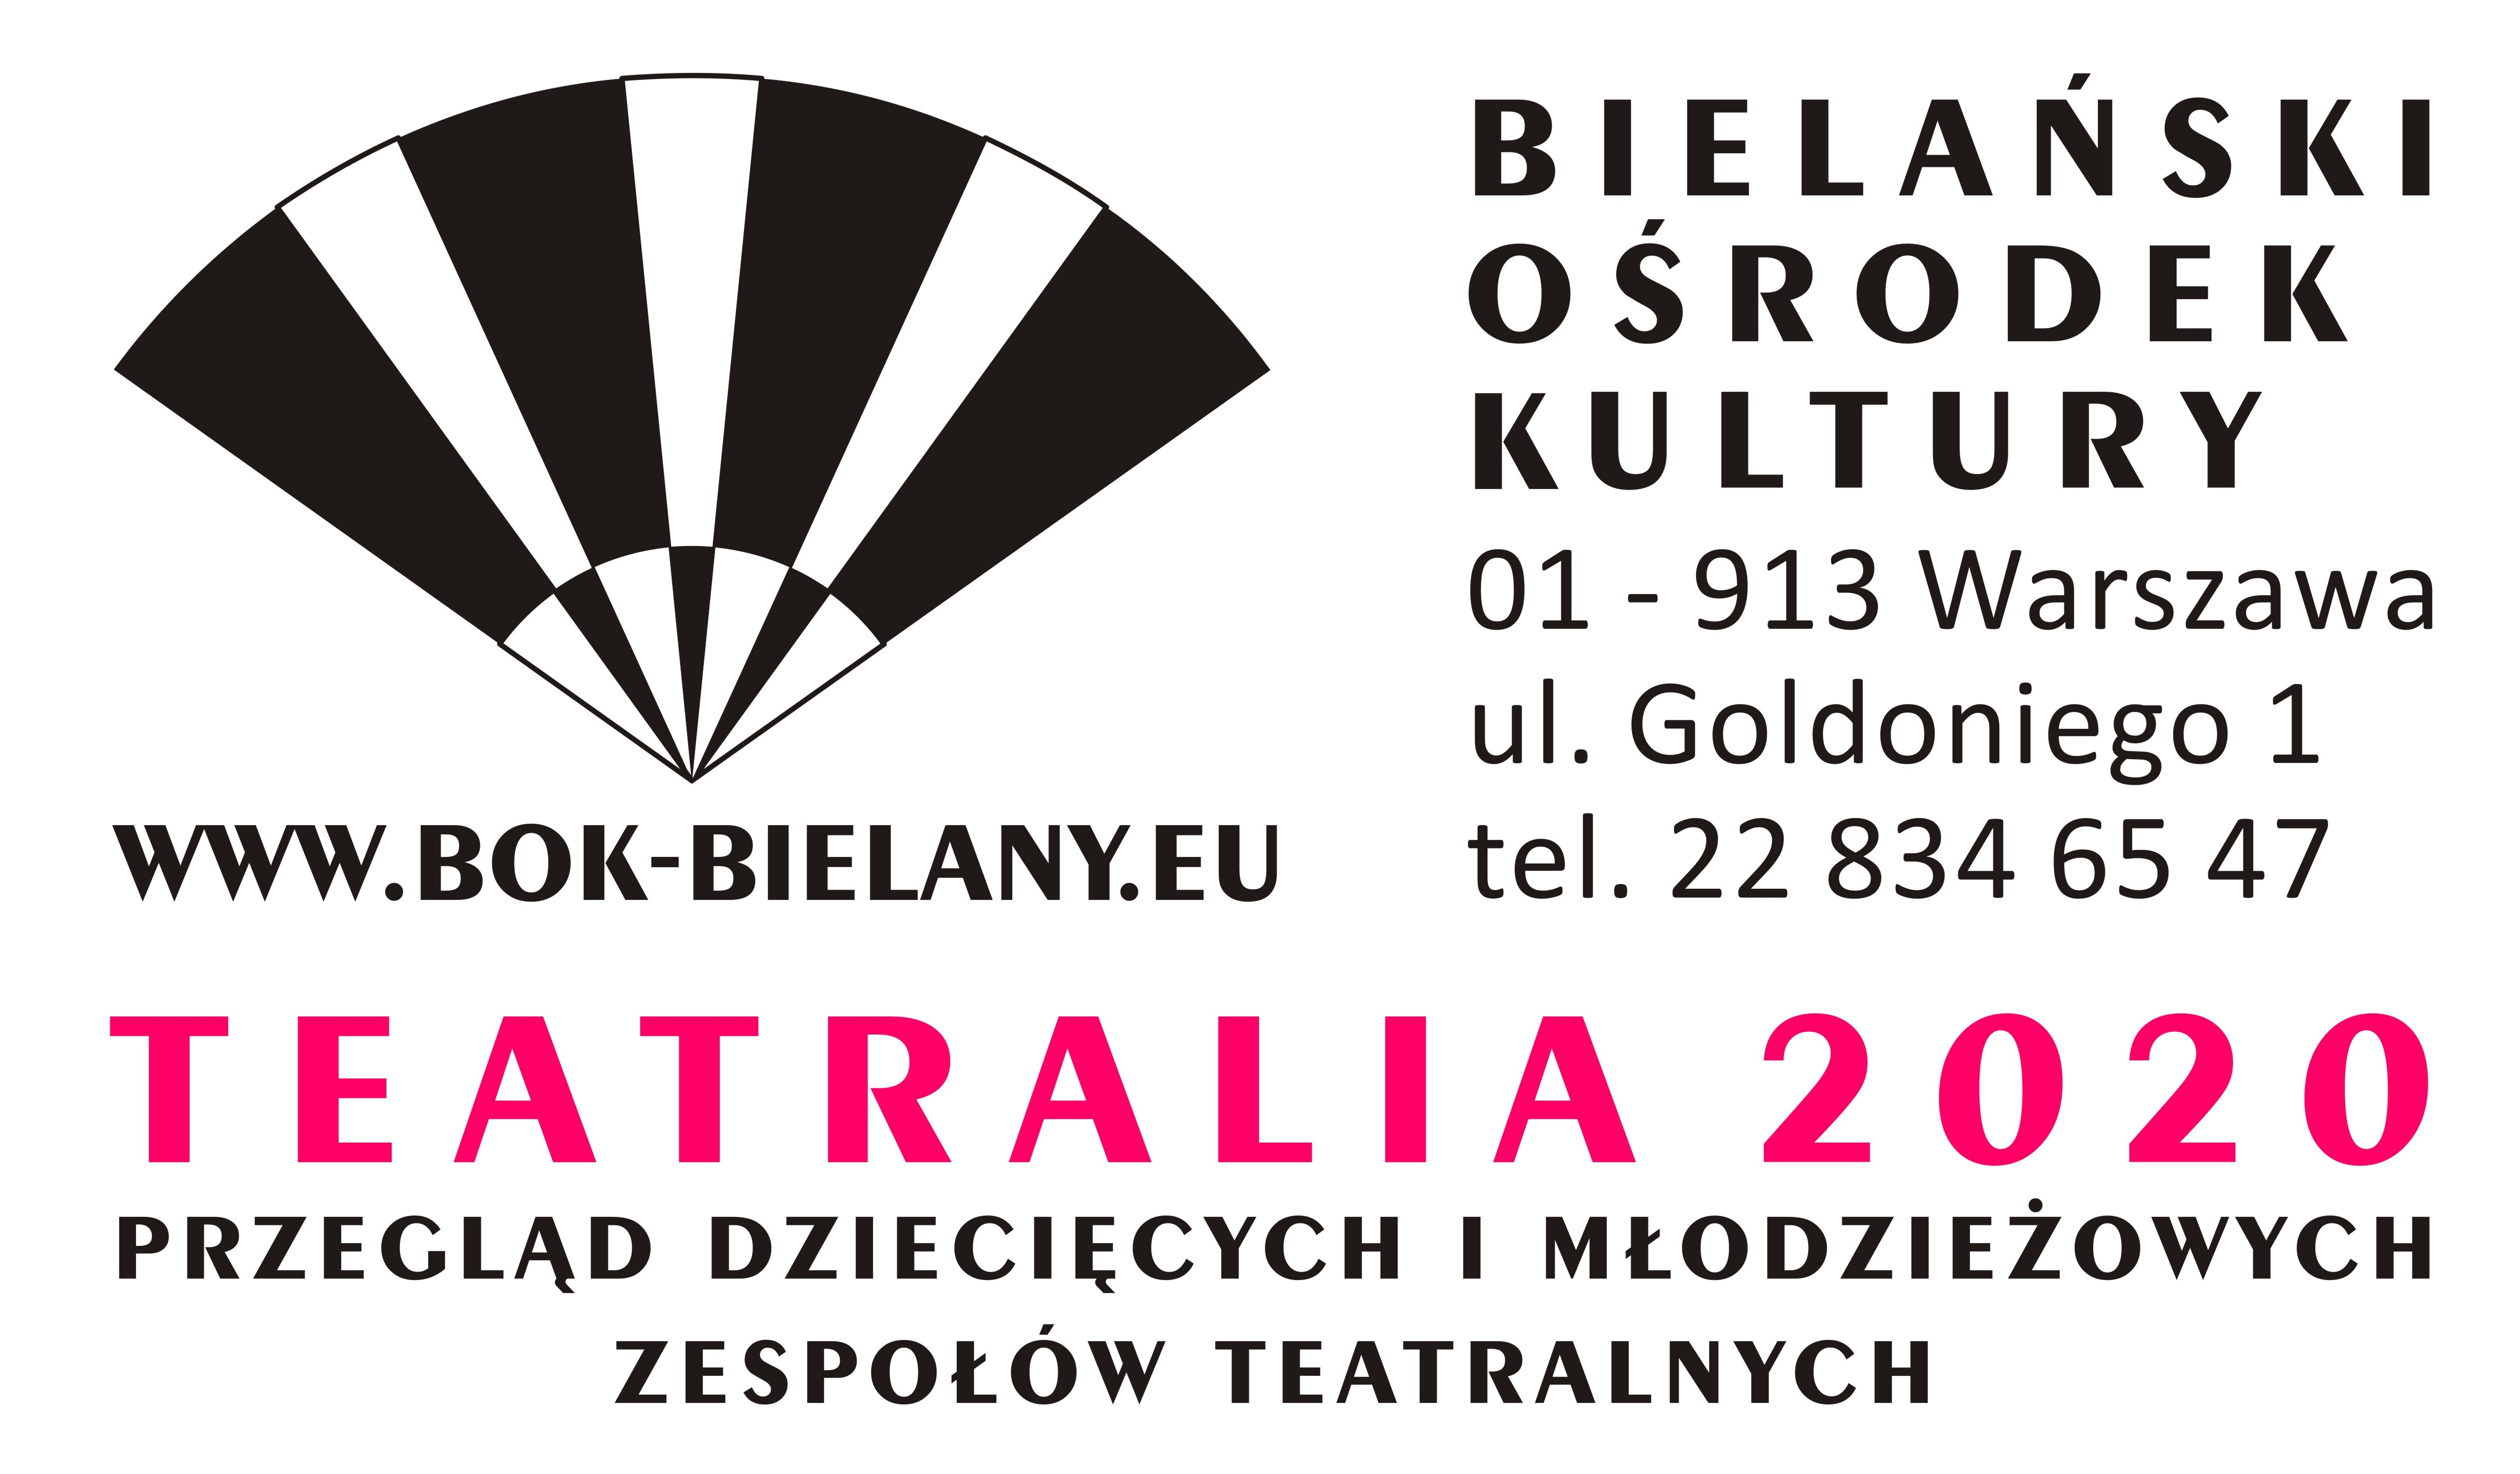 BIELAŃSKI
OŚRODEK
KULTURY
01 - 913 Warszawa
ul. Goldoniego 1
tel. 22 834 65 47
WWW.BOK-BIELANY.EU
TEATRALIA 2020
PRZEGLĄD DZIECIĘCYCH I MŁODZIEŻOWYCH
ZESPOŁÓW TEATRALNYCH